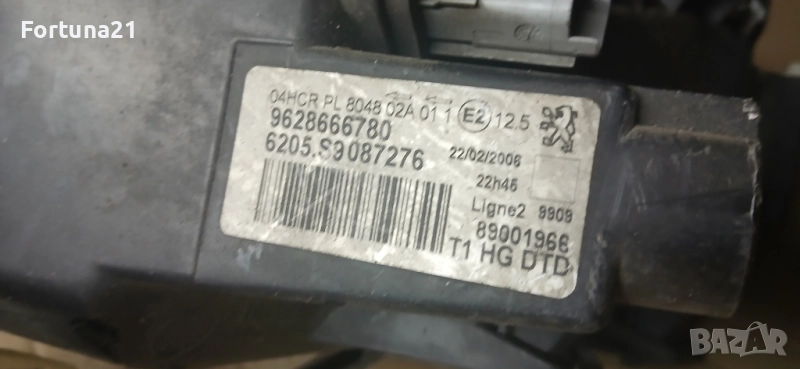 Fortuna21
04HCR PL 8048 02A 01 1 E2 12.5
9628666780
6205.S9087276
22/02/2006
22h45
Ligne2 9909
89001966
T1 HG DTD
BAZAR